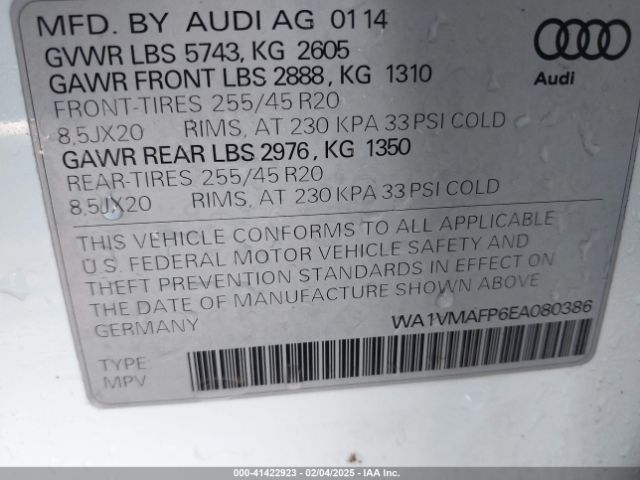 MFD. BY AUDI AG 01 14
GVWR LBS 5743, KG 2605
GAWR FRONT LBS 2888, KG 1310
FRONT-TIRES 255/45 R20
8,5JX20 RIMS, AT 230 KPA 33 PSI COLD
GAWR REAR LBS 2976, KG 1350
REAR-TIRES 255/45 R20
8,5JX20 RIMS, AT 230 KPA 33 PSI COLD
Audi
THIS VEHICLE CONFORMS TO ALL APPLICABLE
U.S. FEDERAL MOTOR VEHICLE SAFETY AND
THEFT PREVENTION STANDARDS IN EFFECT ON
THE DATE OF MANUFACTURE SHOWN ABOVE
GERMANY WA1VMAFP6EA080386
TYPE:
MPV
000-41422923 - 02/04/2025 - IAA Inc.